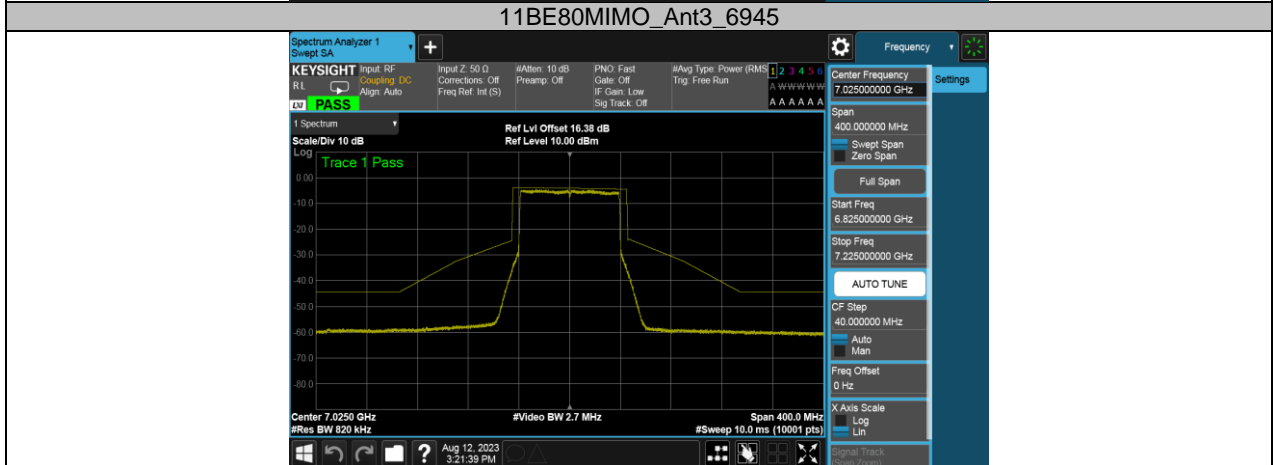 11BE80MIMO_Ant3_6945
Spectrum Analyzer 1
Swept SA
Frequency
KEYSIGHT
RL
PASS
Input: RF
Coupling: DC
Align: Auto
Input Z: 50 Ω
Corrections: Off
Freq Ref: Int (S)
#Atten: 10 dB
Preamp: Off
PNO: Fast
Gate: Off
IF Gain: Low
Sig Track: Off
#Avg Type: Power (RMS
Trig: Free Run
1 2 3 4 5 6
A W W W W W
A A A A A A
Center Frequency
7.025000000 GHz
Settings
Span
400.000000 MHz
Swept Span
Zero Span
Full Span
Start Freq
6.825000000 GHz
Stop Freq
7.225000000 GHz
AUTO TUNE
CF Step
40.000000 MHz
Auto
Man
Freq Offset
0 Hz
X Axis Scale
Log
Lin
Signal Track
(Span Zoom)
1 Spectrum
Scale/Div 10 dB
Ref Lvl Offset 16.38 dB
Ref Level 10.00 dBm
Log
Trace 1 Pass
0.00
-10.0
-20.0
-30.0
-40.0
-50.0
-60.0
-70.0
-80.0
Center 7.0250 GHz
#Res BW 820 kHz
#Video BW 2.7 MHz
Span 400.0 MHz
#Sweep 10.0 ms (10001 pts)
?
Aug 12, 2023
3:21:39 PM